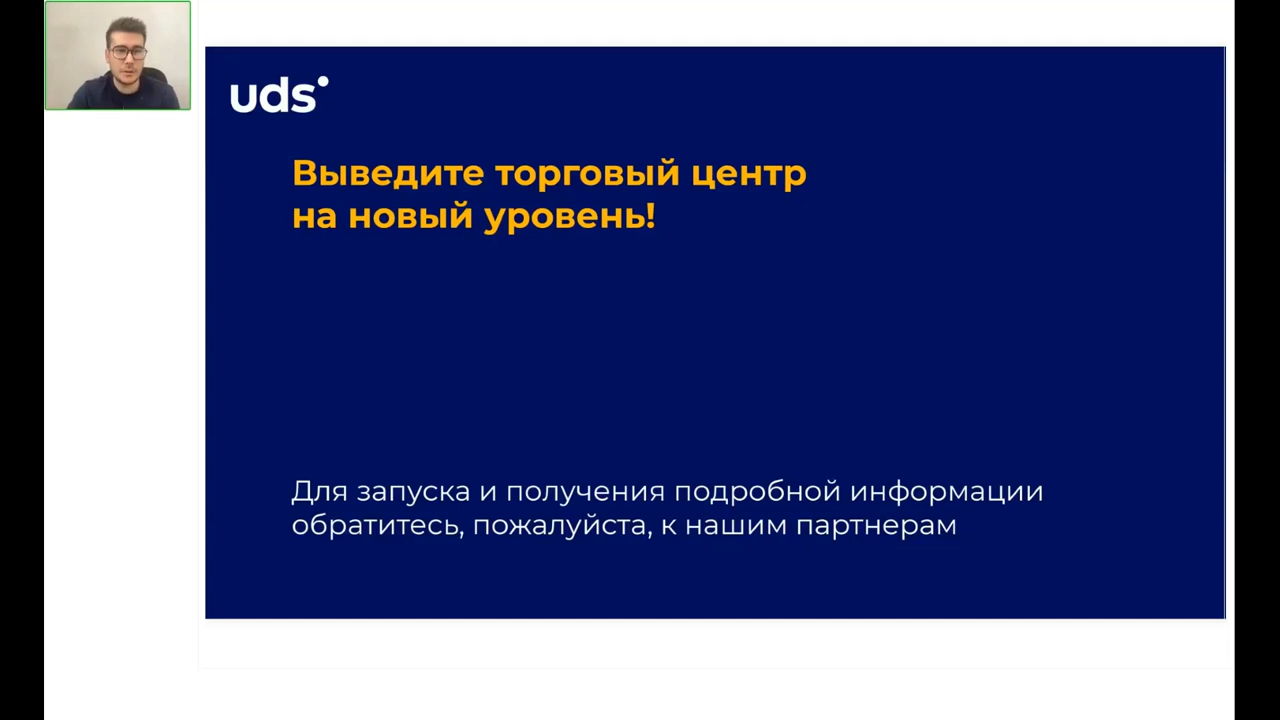 uds
Выведите торговый центр
на новый уровень!
Для запуска и получения подробной информации
обратитесь, пожалуйста, к нашим партнерам